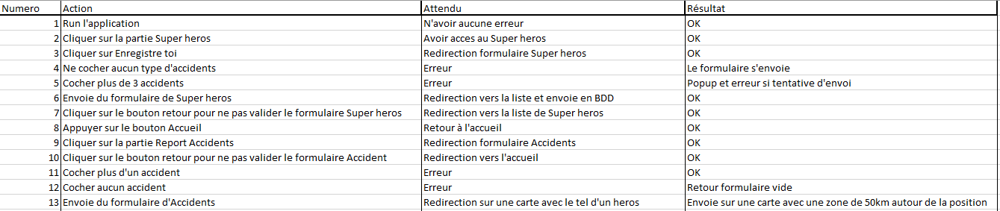 Numero Action Attendu Résultat
1 Run l'application N'avoir aucune erreur OK
2 Cliquer sur la partie Super heros Avoir acces au Super heros OK
3 Cliquer sur Enregistre toi Redirection formulaire Super heros OK
4 Ne cocher aucun type d'accidents Erreur Le formulaire s'envoie
5 Cocher plus de 3 accidents Erreur Popup et erreur si tentative d'envoi
6 Envoie du formulaire de Super heros Redirection vers la liste et envoie en BDD OK
7 Cliquer sur le bouton retour pour ne pas valider le formulaire Super heros Redirection vers la liste de Super heros OK
8 Appuyer sur le bouton Accueil Retour à l'accueil OK
9 Cliquer sur la partie Report Accidents Redirection formulaire Accidents OK
10 Cliquer sur le bouton retour pour ne pas valider le formulaire Accident Redirection vers l'accueil OK
11 Cocher plus d'un accident Erreur OK
12 Cocher aucun accident Erreur Retour formulaire vide
13 Envoie du formulaire d'Accidents Redirection sur une carte avec le tel d'un heros Envoie sur une carte avec une zone de 50km autour de la position